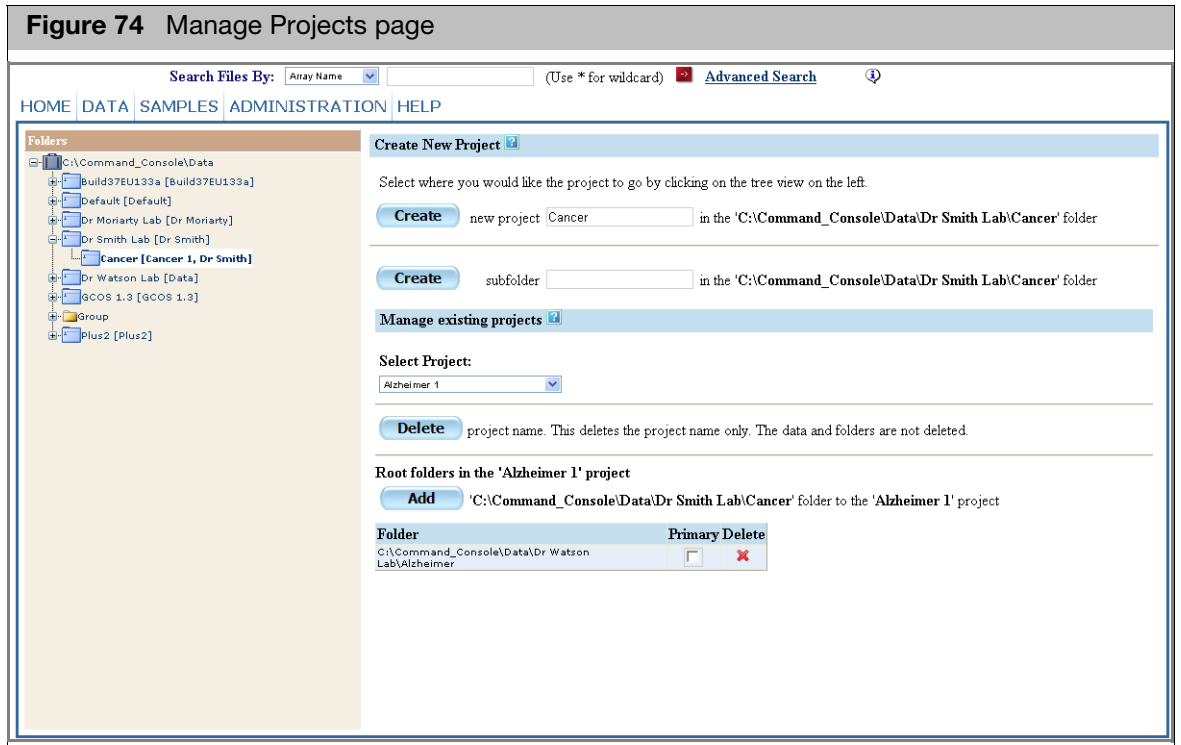 Figure 74 Manage Projects page
Search Files By: Array Name (Use * for wildcard) Advanced Search
HOME DATA SAMPLES ADMINISTRATION HELP
Folders
C:\Command_Console\Data
Build37EU133a [Build37EU133a]
Default [Default]
Dr Moriarty Lab [Dr Moriarty]
Dr Smith Lab [Dr Smith]
Cancer [Cancer 1, Dr Smith]
Dr Watson Lab [Data]
GCOS 1.3 [GCOS 1.3]
Group
Plus2 [Plus2]
Create New Project ?
Select where you would like the project to go by clicking on the tree view on the left.
Create new project Cancer in the 'C:\Command_Console\Data\Dr Smith Lab\Cancer' folder
Create subfolder in the 'C:\Command_Console\Data\Dr Smith Lab\Cancer' folder
Manage existing projects ?
Select Project:
Alzheimer 1
Delete project name. This deletes the project name only. The data and folders are not deleted.
Root folders in the 'Alzheimer 1' project
Add 'C:\Command_Console\Data\Dr Smith Lab\Cancer' folder to the 'Alzheimer 1' project
Folder Primary Delete
C:\Command_Console\Data\Dr Watson
Lab\Alzheimer